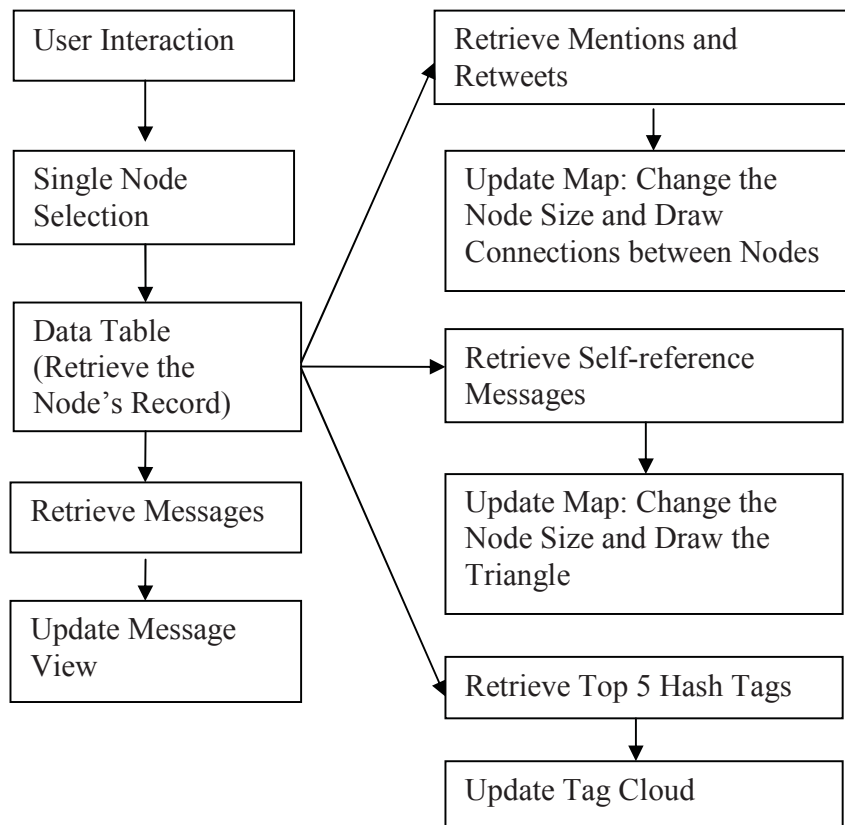 User Interaction
Single Node
Selection
Data Table
(Retrieve the
Node’s Record)
Retrieve Messages
Update Message
View
Retrieve Mentions and
Retweets
Update Map: Change the
Node Size and Draw
Connections between Nodes
Retrieve Self-reference
Messages
Update Map: Change the
Node Size and Draw the
Triangle
Retrieve Top 5 Hash Tags
Update Tag Cloud